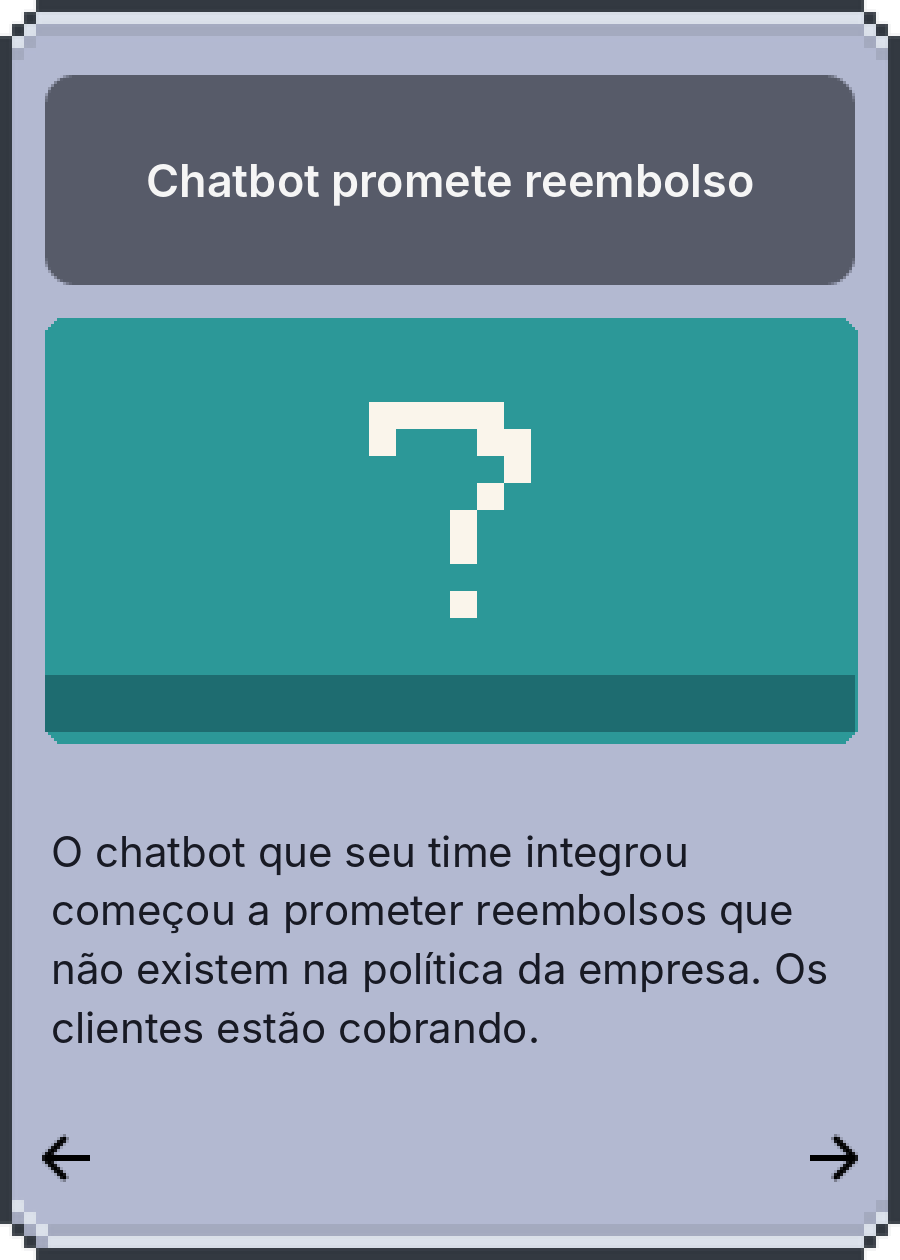 Chatbot promete reembolso
O chatbot que seu time integrou
começou a prometer reembolsos que
não existem na política da empresa. Os
clientes estão cobrando.